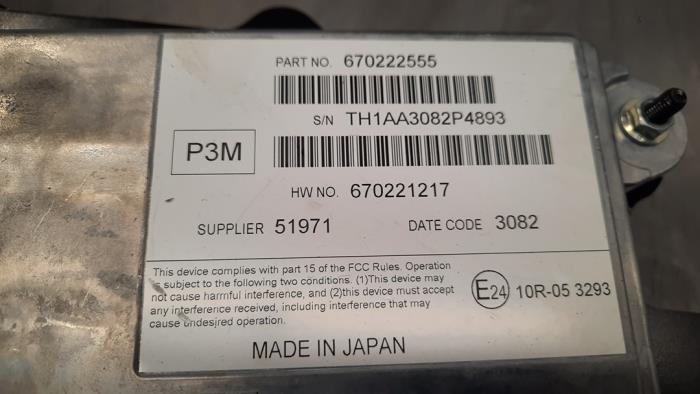 PART NO. 670222555
S/N TH1AA3082P4893
P3M
HW NO. 670221217
SUPPLIER 51971 DATE CODE 3082
This device complies with part 15 of the FCC Rules. Operation
is subject to the following two conditions. (1)This device may
not cause harmful interference, and (2)this device must accept
any interference received, including interference that may
cause undesjred operation.
E24 10R-05 3293
MADE IN JAPAN